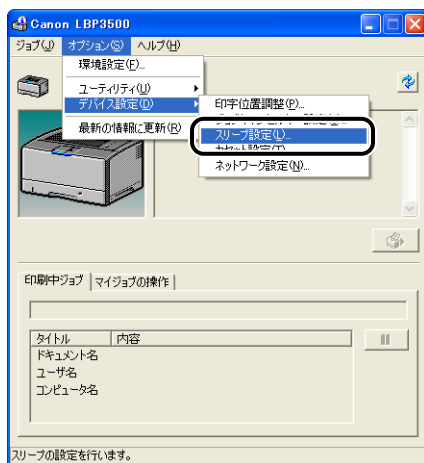 Canon LBP3500
ジョブ(J) オプション(S) ヘルプ(H)
環境設定(F)...
ユーティリティ(U)
デバイス設定(D)
最新の情報に更新(R)
印字位置調整(P)...
スリープ設定(L)...
ネットワーク設定(N)...
印刷中ジョブ マイジョブの操作
タイトル 内容
ドキュメント名
ユーザ名
コンピュータ名
スリープの設定を行います。